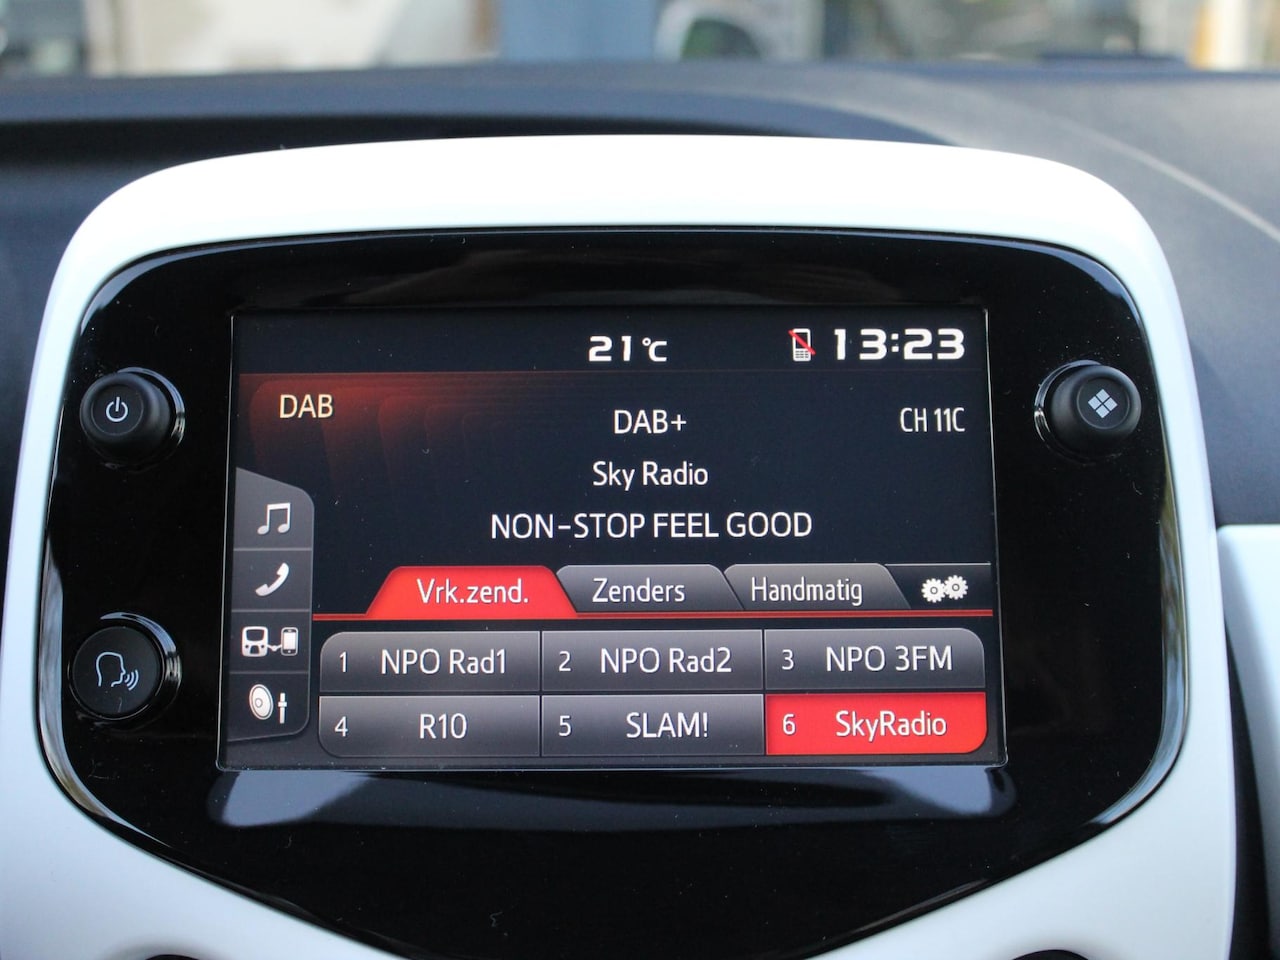 21°C 13:23
DAB
DAB+ CH 11C
Sky Radio
NON-STOP FEEL GOOD
Vrk.zend. Zenders Handmatig
1 NPO Rad1 2 NPO Rad2 3 NPO 3FM
4 R10 5 SLAM! 6 SkyRadio